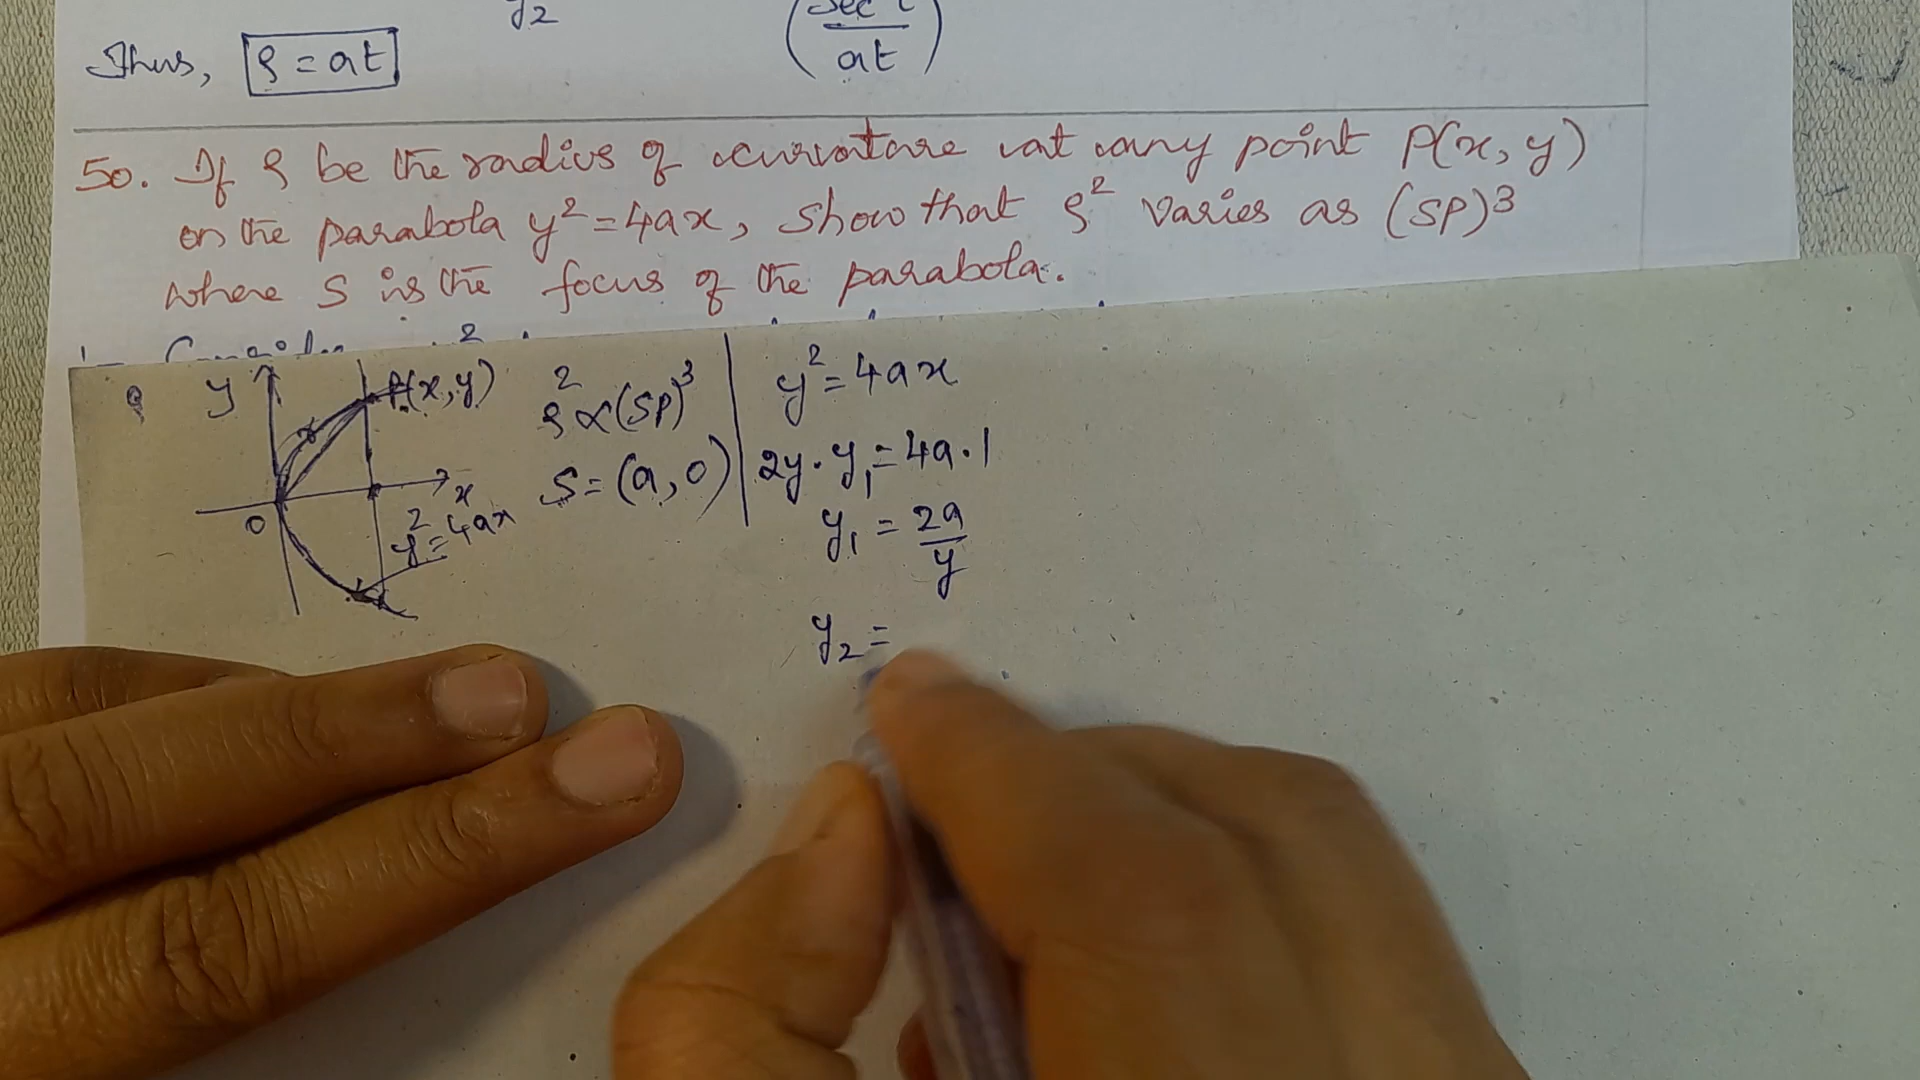 y2
(sec t / at)
Thus, ρ = at
50. If ρ be the radius of curvature at any point P(x, y)
on the parabola y² = 4ax, show that ρ² varies as (SP)³
where S is the focus of the parabola.
y P(x, y) ρ² ∝ (SP)³ y² = 4ax
x S = (a, 0) 2y · y₁ = 4a · 1
O y² = 4ax y₁ = 2a/y
y₂ =